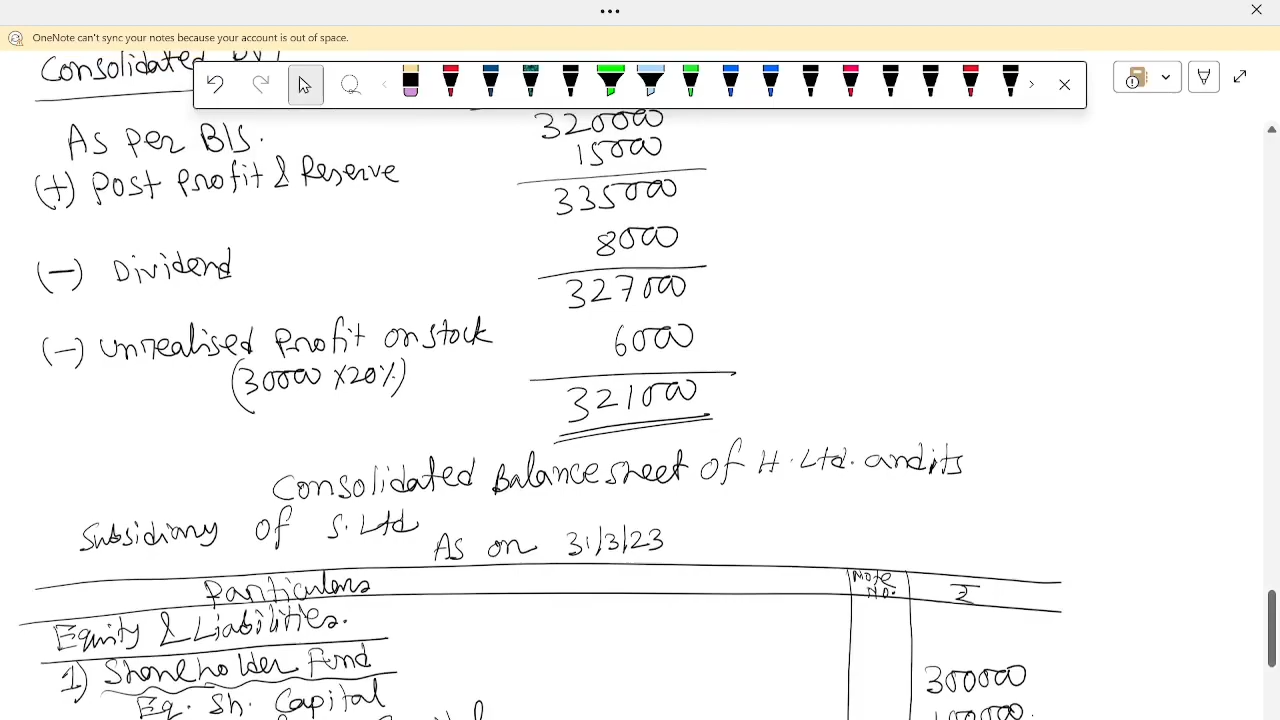 OneNote can't sync your notes because your account is out of space.
Consolidated
As per B/S. 320000
(+) Post Profit & Reserve 15000
335000
(-) Dividend 8000
327000
(-) Unrealised Profit on stock 6000
(30000 x 20%)
321000
Consolidated Balance sheet of H. Ltd. and its
Subsidiary of S. Ltd
As on 31/3/23
Particulars Note No. ₹
Equity & Liabilities.
1) Shareholder Fund
Eq. Sh. Capital 300000
Capital 100000